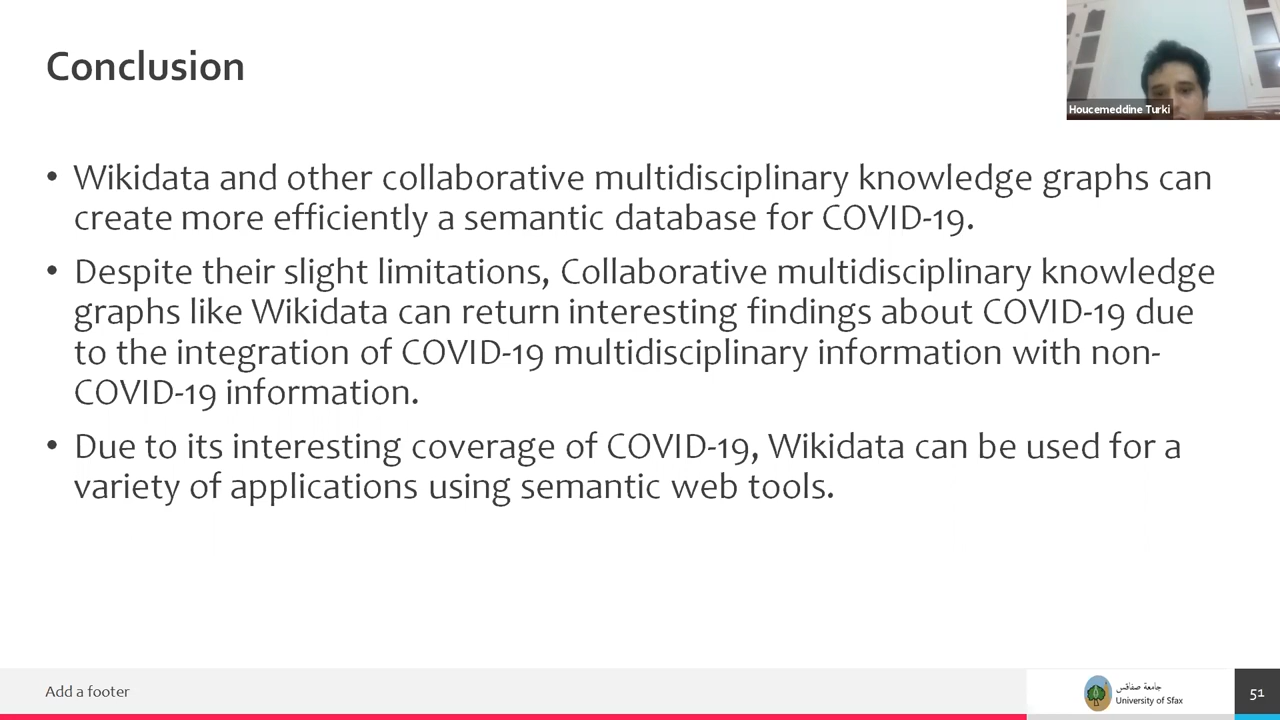 Conclusion
Houcemeddine Turki
• Wikidata and other collaborative multidisciplinary knowledge graphs can
create more efficiently a semantic database for COVID-19.
• Despite their slight limitations, Collaborative multidisciplinary knowledge
graphs like Wikidata can return interesting findings about COVID-19 due
to the integration of COVID-19 multidisciplinary information with non-
COVID-19 information.
• Due to its interesting coverage of COVID-19, Wikidata can be used for a
variety of applications using semantic web tools.
Add a footer
جامعة صفاقس
University of Sfax
51